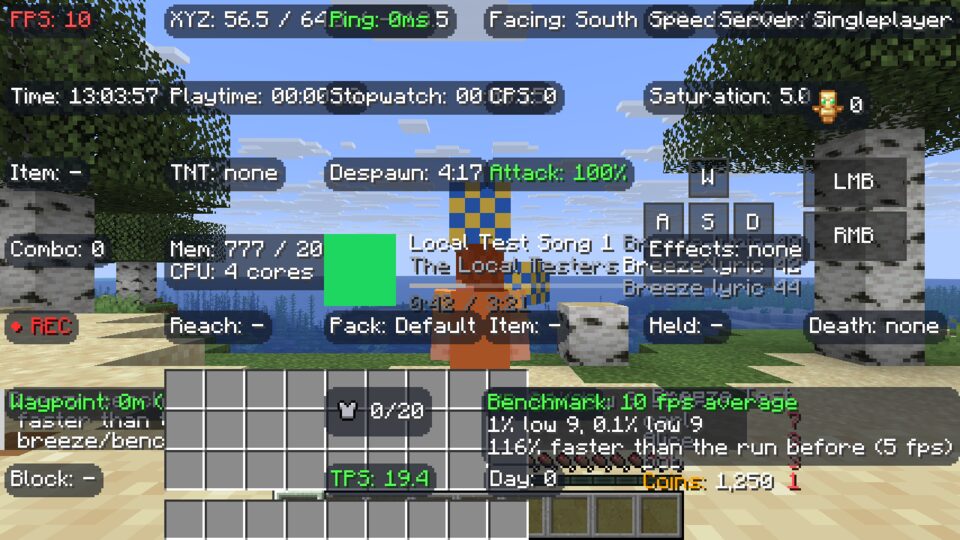 FPS: 10
XYZ: 56.5 / 64
Ping: 0ms 5
Facing: South
Speed
Server: Singleplayer
Time: 13:03:57
Playtime: 00:00
Stopwatch: 00
CPS: 0
Saturation: 5.0
0
Item: -
TNT: none
Despawn: 4:17
Attack: 100%
W
LMB
A S D
RMB
Combo: 0
Mem: 777 / 20
CPU: 4 cores
Local Test Song 1
The Local Testers
0:42 / 3:21
Effects: none
Breeze lyric 42
Breeze lyric 44
REC
Reach: -
Pack: Default
Item: -
Held: -
Death: none
Waypoint: 0m
faster than
breeze/benc
0/20
Benchmark: 10 fps average
1% low 9, 0.1% low 9
116% faster than the run before (5 fps)
Block: -
TPS: 19.4
Day: 0
Coins: 1,250
1